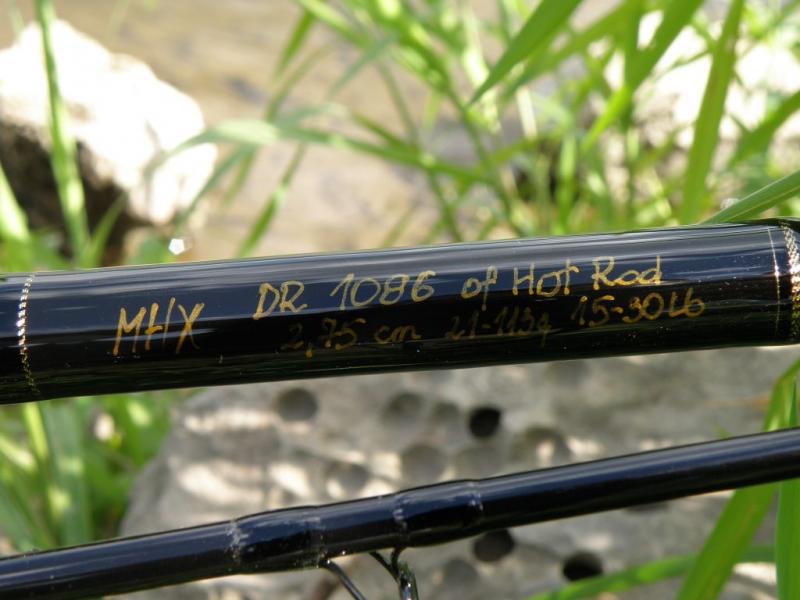 MHX DR 1086 of Hot Rod
2,75 cm 21-113g 15-30Lb